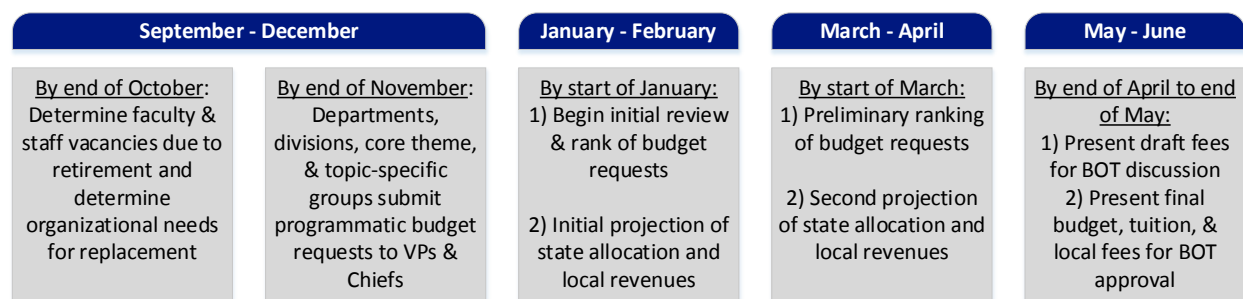 September - December
By end of October:
Determine faculty &
staff vacancies due to
retirement and
determine
organizational needs
for replacement
By end of November:
Departments,
divisions, core theme,
& topic-specific
groups submit
programmatic budget
requests to VPs &
Chiefs
January - February
By start of January:
1) Begin initial review
& rank of budget
requests
2) Initial projection of
state allocation and
local revenues
March - April
By start of March:
1) Preliminary ranking
of budget requests
2) Second projection
of state allocation and
local revenues
May - June
By end of April to end
of May:
1) Present draft fees
for BOT discussion
2) Present final
budget, tuition, &
local fees for BOT
approval